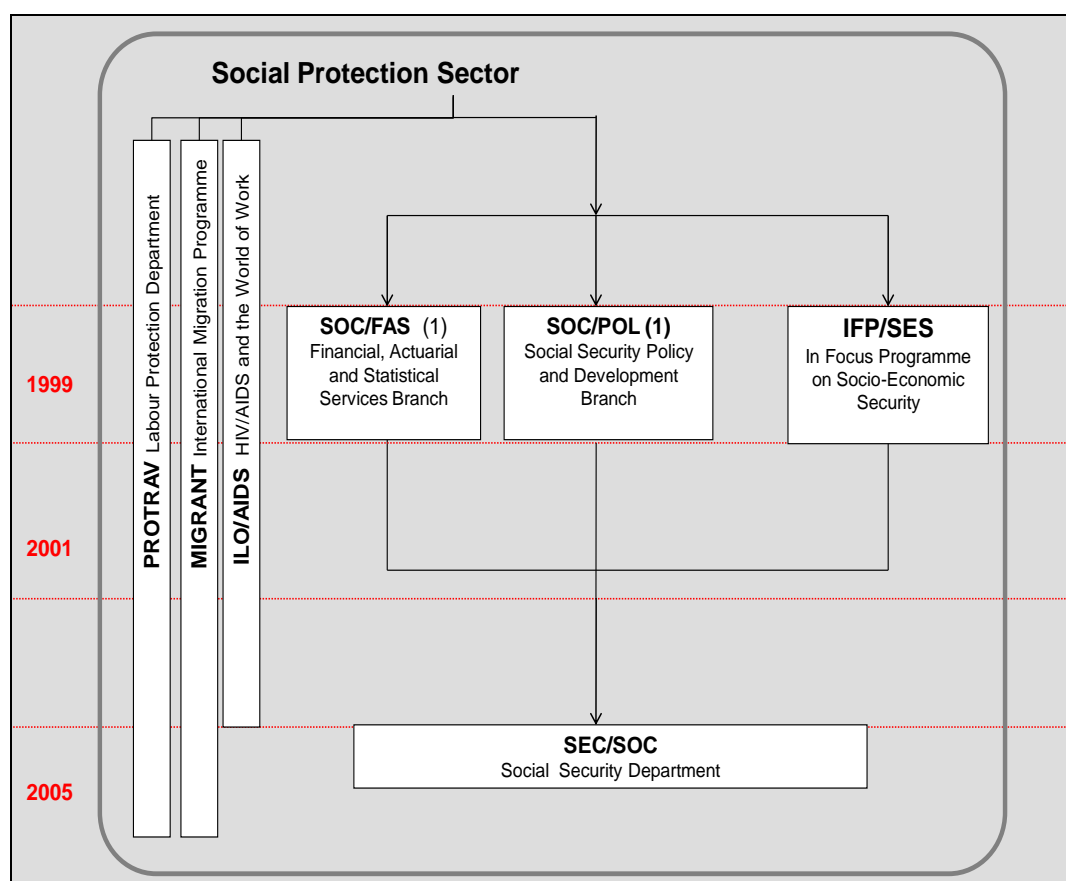 Social Protection Sector
PROTRAV Labour Protection Department
MIGRANT International Migration Programme
ILO/AIDS HIV/AIDS and the World of Work
1999
SOC/FAS (1)
Financial, Actuarial
and Statistical
Services Branch
SOC/POL (1)
Social Security Policy
and Development
Branch
IFP/SES
In Focus Programme
on Socio-Economic
Security
2001
SEC/SOC
Social Security Department
2005